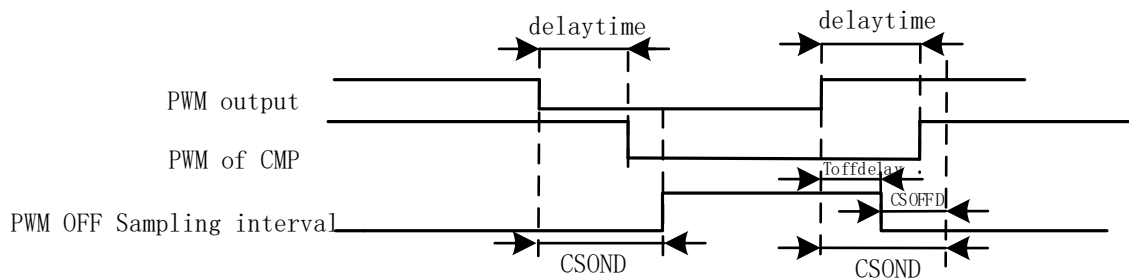 delaytime
delaytime
PWM output
PWM of CMP
Toffdelay
CSOFFD
PWM OFF Sampling interval
CSOND
CSOND